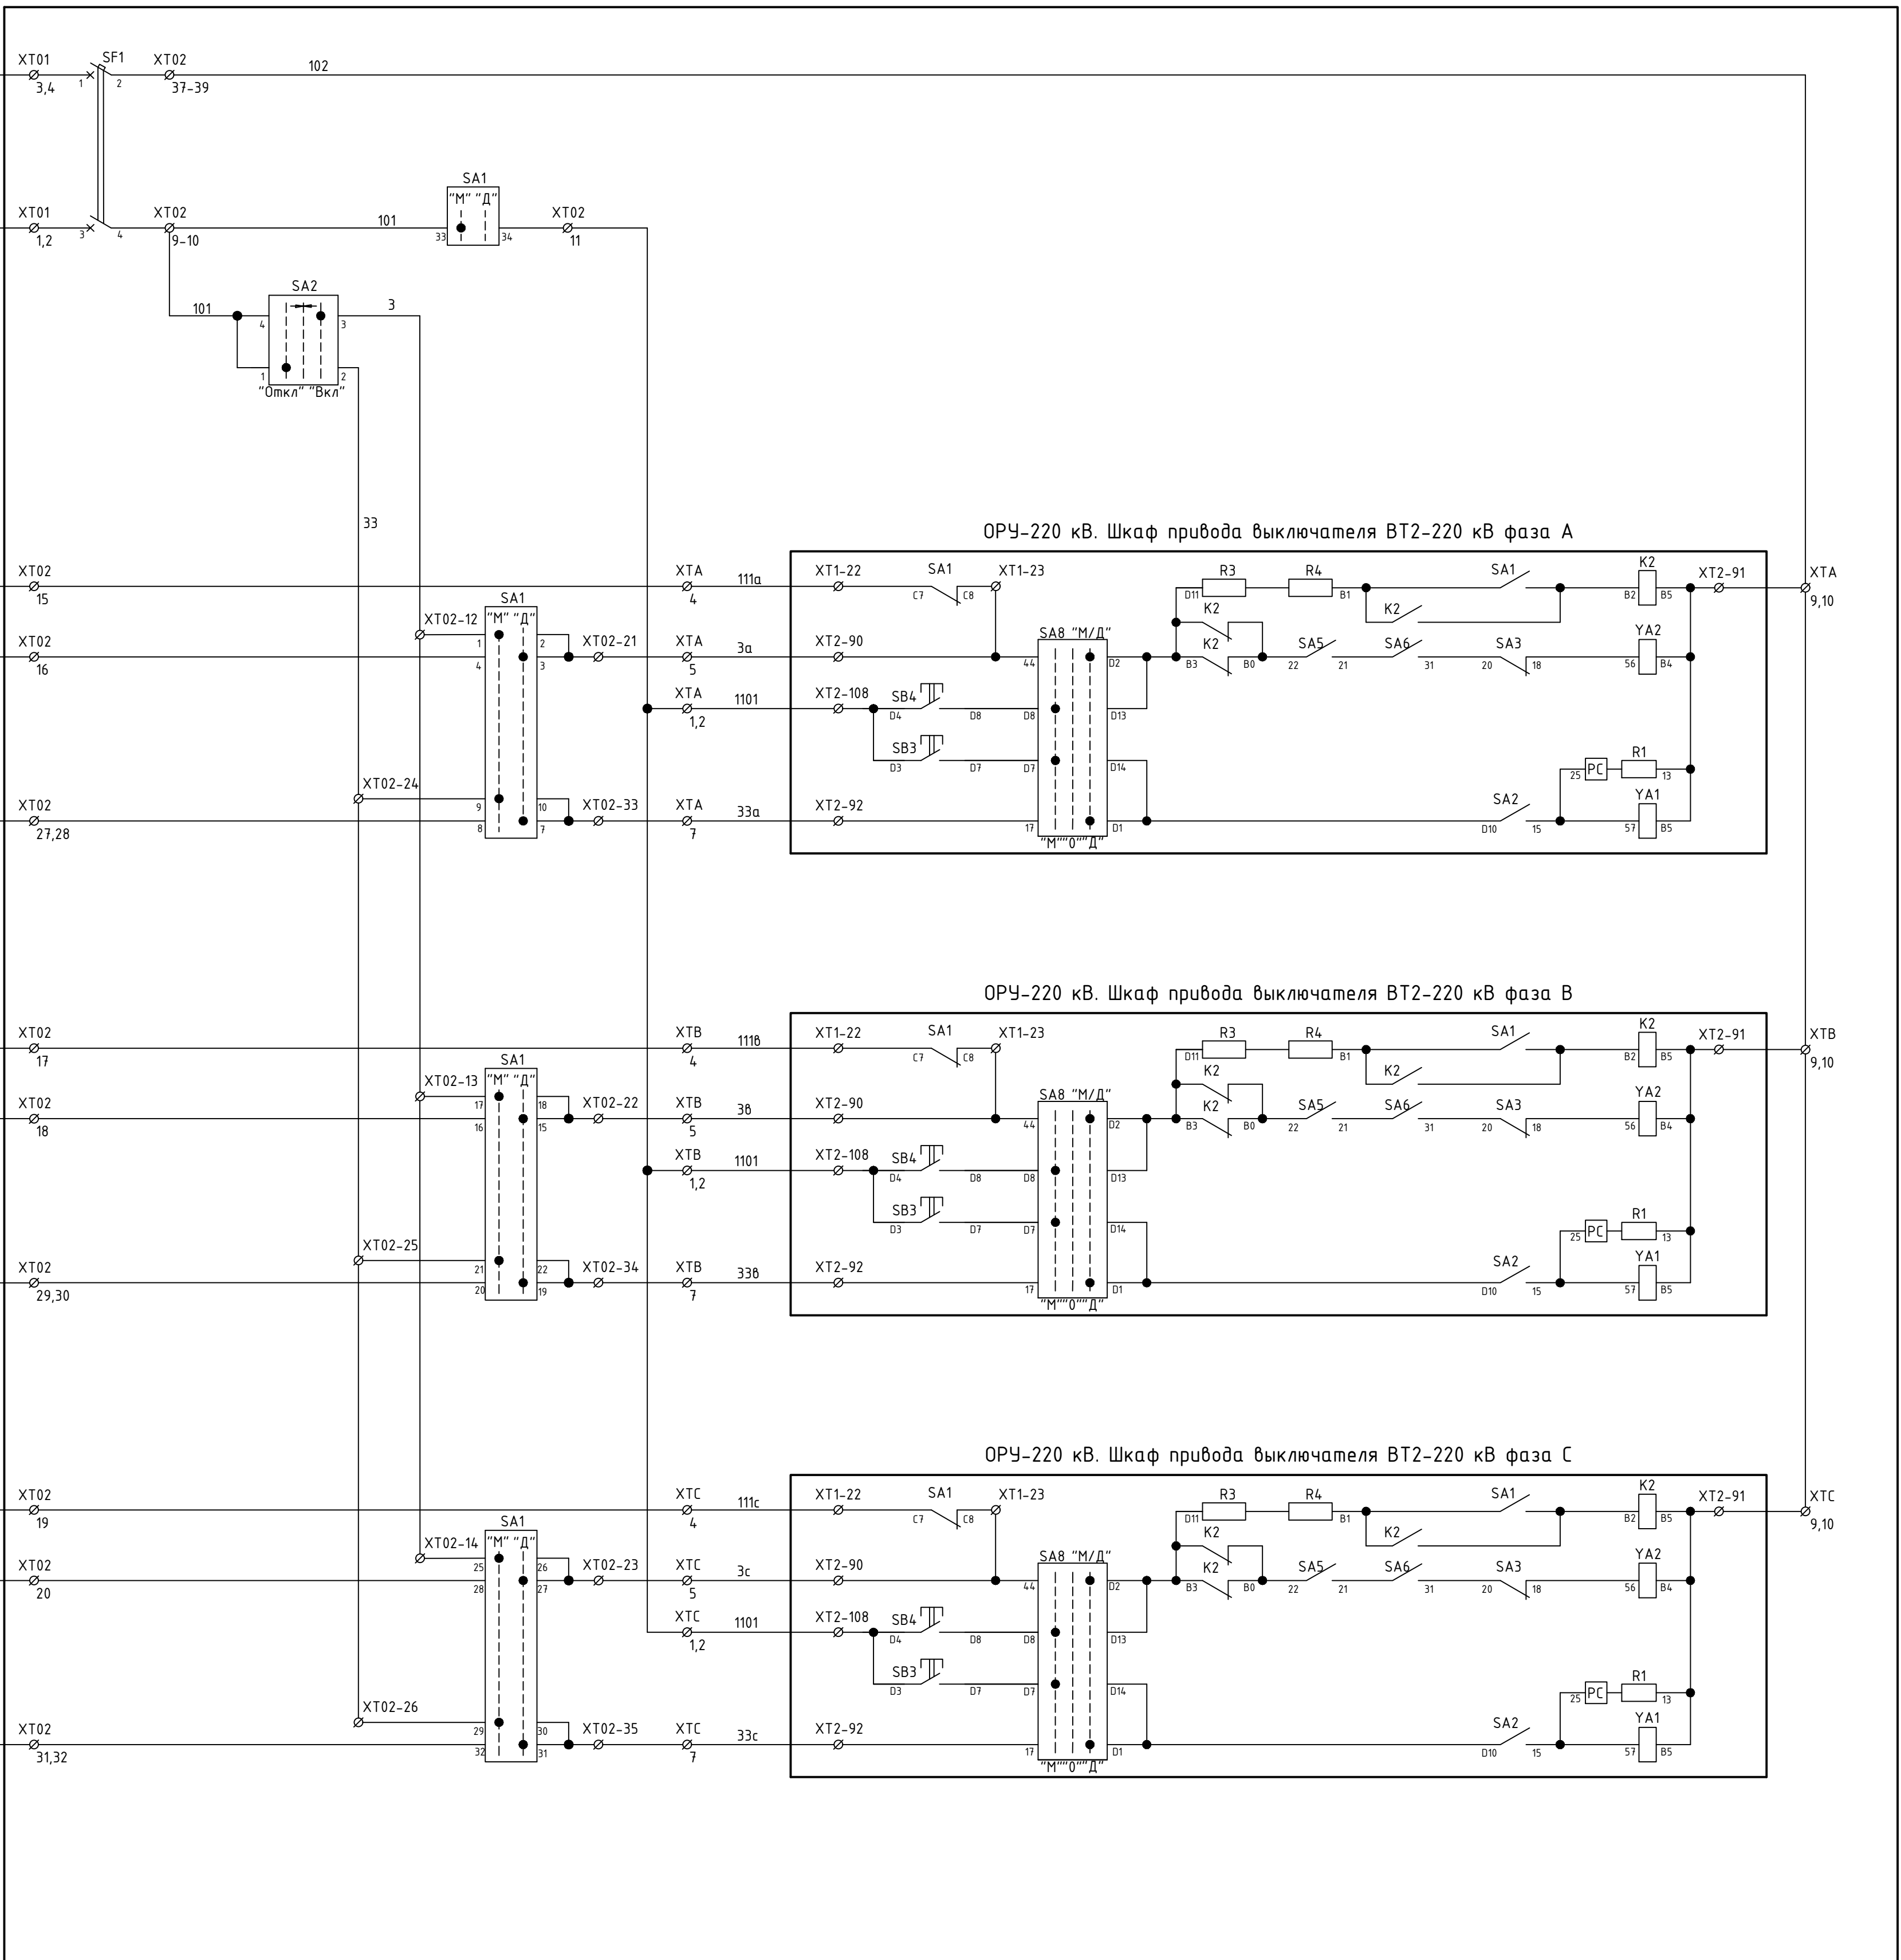 XT01 SF1 XT02 102
3,4 1 2 37-39
SA1
"М" "Д"
XT01 XT02 101 XT02
1,2 3 4 9-10 33 34 11
SA2
101 3
4 3
1 2
"Откл" "Вкл"
33
ОРУ-220 кВ. Шкаф привода выключателя ВТ2-220 кВ фаза А
XT02 XTA 111а XT1-22 SA1 XT1-23 R3 R4 SA1 K2 XT2-91 XTA
15 4 C7 C8 D11 B1 B2 B5 9,10
SA1
"М" "Д"
XT02-12 K2 K2
XT02 1 2 XT02-21 XTA 3а XT2-90 SA8 "М/Д" K2 SA5 SA6 SA3 YA2
16 4 3 5 44 D2 B3 B0 22 21 31 20 18 56 B4
XTA 1101 XT2-108 SB4
1,2 D4 D8 D8 D13
SB3 R1
D3 D7 D7 D14 25 РС 13
XT02-24
XT02 9 10 XT02-33 XTA 33а XT2-92 SA2 YA1
27,28 8 7 7 17 D1 D10 15 57 B5
"М""0""Д"
ОРУ-220 кВ. Шкаф привода выключателя ВТ2-220 кВ фаза В
XT02 XTB 111в XT1-22 SA1 XT1-23 R3 R4 SA1 K2 XT2-91 XTB
17 4 C7 C8 D11 B1 B2 B5 9,10
SA1
"М" "Д"
XT02-13 K2 K2
XT02 17 18 XT02-22 XTB 3в XT2-90 SA8 "М/Д" K2 SA5 SA6 SA3 YA2
18 16 15 5 44 D2 B3 B0 22 21 31 20 18 56 B4
XTB 1101 XT2-108 SB4
1,2 D4 D8 D8 D13
SB3 R1
D3 D7 D7 D14 25 РС 13
XT02-25
XT02 21 22 XT02-34 XTB 33в XT2-92 SA2 YA1
29,30 20 19 7 17 D1 D10 15 57 B5
"М""0""Д"
ОРУ-220 кВ. Шкаф привода выключателя ВТ2-220 кВ фаза С
XT02 XTC 111с XT1-22 SA1 XT1-23 R3 R4 SA1 K2 XT2-91 XTC
19 4 C7 C8 D11 B1 B2 B5 9,10
SA1
"М" "Д"
XT02-14 K2 K2
XT02 25 26 XT02-23 XTC 3с XT2-90 SA8 "М/Д" K2 SA5 SA6 SA3 YA2
20 28 27 5 44 D2 B3 B0 22 21 31 20 18 56 B4
XTC 1101 XT2-108 SB4
1,2 D4 D8 D8 D13
SB3 R1
D3 D7 D7 D14 25 РС 13
XT02-26
XT02 29 30 XT02-35 XTC 33с XT2-92 SA2 YA1
31,32 32 31 7 17 D1 D10 15 57 B5
"М""0""Д"